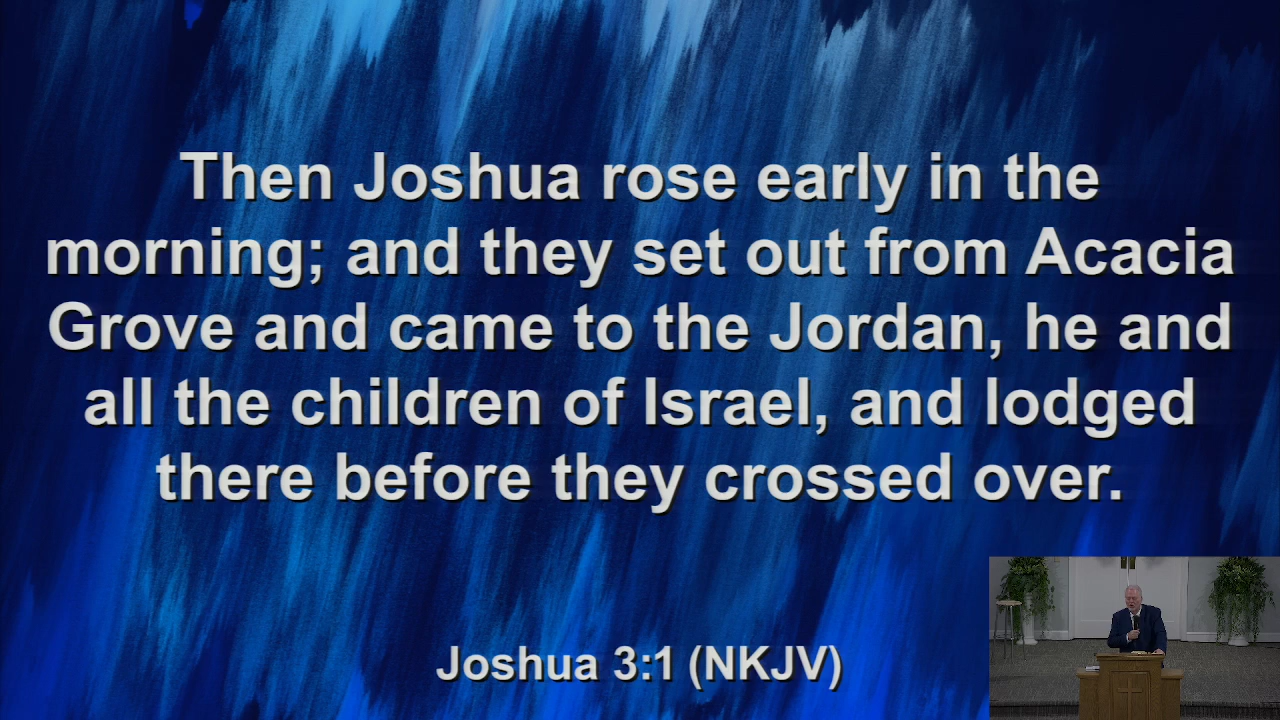 Then Joshua rose early in the
morning; and they set out from Acacia
Grove and came to the Jordan, he and
all the children of Israel, and lodged
there before they crossed over.
Joshua 3:1 (NKJV)